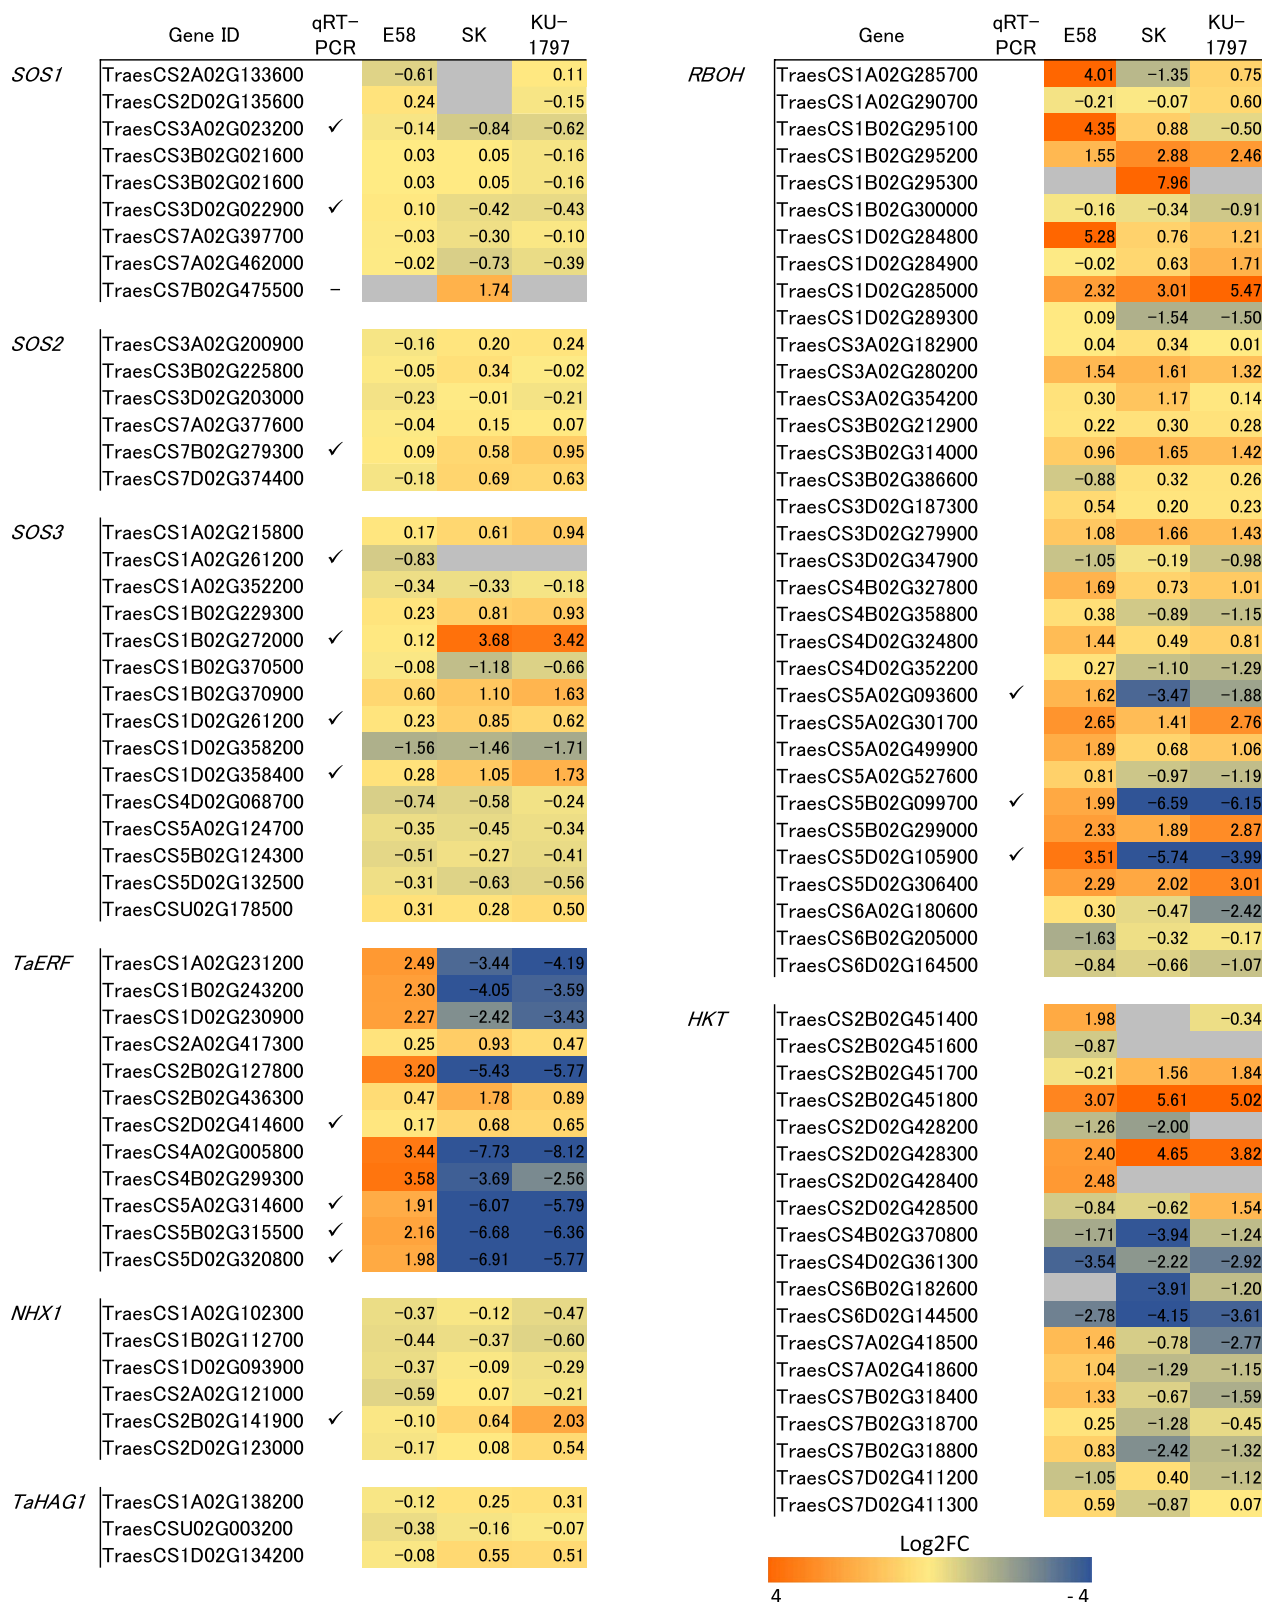 Gene ID qRT-PCR E58 SK KU-1797
SOS1 TraesCS2A02G133600 −0.61 0.11
TraesCS2D02G135600 0.24 −0.15
TraesCS3A02G023200 ✓ −0.14 −0.84 −0.62
TraesCS3B02G021600 0.03 0.05 −0.16
TraesCS3B02G021600 0.03 0.05 −0.16
TraesCS3D02G022900 ✓ 0.10 −0.42 −0.43
TraesCS7A02G397700 −0.03 −0.30 −0.10
TraesCS7A02G462000 −0.02 −0.73 −0.39
TraesCS7B02G475500 − 1.74
SOS2 TraesCS3A02G200900 −0.16 0.20 0.24
TraesCS3B02G225800 −0.05 0.34 −0.02
TraesCS3D02G203000 −0.23 −0.01 −0.21
TraesCS7A02G377600 −0.04 0.15 0.07
TraesCS7B02G279300 ✓ 0.09 0.58 0.95
TraesCS7D02G374400 −0.18 0.69 0.63
SOS3 TraesCS1A02G215800 0.17 0.61 0.94
TraesCS1A02G261200 ✓ −0.83
TraesCS1A02G352200 −0.34 −0.33 −0.18
TraesCS1B02G229300 0.23 0.81 0.93
TraesCS1B02G272000 ✓ 0.12 3.68 3.42
TraesCS1B02G370500 −0.08 −1.18 −0.66
TraesCS1B02G370900 0.60 1.10 1.63
TraesCS1D02G261200 ✓ 0.23 0.85 0.62
TraesCS1D02G358200 −1.56 −1.46 −1.71
TraesCS1D02G358400 ✓ 0.28 1.05 1.73
TraesCS4D02G068700 −0.74 −0.58 −0.24
TraesCS5A02G124700 −0.35 −0.45 −0.34
TraesCS5B02G124300 −0.51 −0.27 −0.41
TraesCS5D02G132500 −0.31 −0.63 −0.56
TraesCSU02G178500 0.31 0.28 0.50
TaERF TraesCS1A02G231200 2.49 −3.44 −4.19
TraesCS1B02G243200 2.30 −4.05 −3.59
TraesCS1D02G230900 2.27 −2.42 −3.43
TraesCS2A02G417300 0.25 0.93 0.47
TraesCS2B02G127800 3.20 −5.43 −5.77
TraesCS2B02G436300 0.47 1.78 0.89
TraesCS2D02G414600 ✓ 0.17 0.68 0.65
TraesCS4A02G005800 3.44 −7.73 −8.12
TraesCS4B02G299300 3.58 −3.69 −2.56
TraesCS5A02G314600 ✓ 1.91 −6.07 −5.79
TraesCS5B02G315500 ✓ 2.16 −6.68 −6.36
TraesCS5D02G320800 ✓ 1.98 −6.91 −5.77
NHX1 TraesCS1A02G102300 −0.37 −0.12 −0.47
TraesCS1B02G112700 −0.44 −0.37 −0.60
TraesCS1D02G093900 −0.37 −0.09 −0.29
TraesCS2A02G121000 −0.59 0.07 −0.21
TraesCS2B02G141900 ✓ −0.10 0.64 2.03
TraesCS2D02G123000 −0.17 0.08 0.54
TaHAG1 TraesCS1A02G138200 −0.12 0.25 0.31
TraesCSU02G003200 −0.38 −0.16 −0.07
TraesCS1D02G134200 −0.08 0.55 0.51
Gene qRT-PCR E58 SK KU-1797
RBOH TraesCS1A02G285700 4.01 −1.35 0.75
TraesCS1A02G290700 −0.21 −0.07 0.60
TraesCS1B02G295100 4.35 0.88 −0.50
TraesCS1B02G295200 1.55 2.88 2.46
TraesCS1B02G295300 7.96
TraesCS1B02G300000 −0.16 −0.34 −0.91
TraesCS1D02G284800 5.28 0.76 1.21
TraesCS1D02G284900 −0.02 0.63 1.71
TraesCS1D02G285000 2.32 3.01 5.47
TraesCS1D02G289300 0.09 −1.54 −1.50
TraesCS3A02G182900 0.04 0.34 0.01
TraesCS3A02G280200 1.54 1.61 1.32
TraesCS3A02G354200 0.30 1.17 0.14
TraesCS3B02G212900 0.22 0.30 0.28
TraesCS3B02G314000 0.96 1.65 1.42
TraesCS3B02G386600 −0.88 0.32 0.26
TraesCS3D02G187300 0.54 0.20 0.23
TraesCS3D02G279900 1.08 1.66 1.43
TraesCS3D02G347900 −1.05 −0.19 −0.98
TraesCS4B02G327800 1.69 0.73 1.01
TraesCS4B02G358800 0.38 −0.89 −1.15
TraesCS4D02G324800 1.44 0.49 0.81
TraesCS4D02G352200 0.27 −1.10 −1.29
TraesCS5A02G093600 ✓ 1.62 −3.47 −1.88
TraesCS5A02G301700 2.65 1.41 2.76
TraesCS5A02G499900 1.89 0.68 1.06
TraesCS5A02G527600 0.81 −0.97 −1.19
TraesCS5B02G099700 ✓ 1.99 −6.59 −6.15
TraesCS5B02G299000 2.33 1.89 2.87
TraesCS5D02G105900 ✓ 3.51 −5.74 −3.99
TraesCS5D02G306400 2.29 2.02 3.01
TraesCS6A02G180600 0.30 −0.47 −2.42
TraesCS6B02G205000 −1.63 −0.32 −0.17
TraesCS6D02G164500 −0.84 −0.66 −1.07
HKT TraesCS2B02G451400 1.98 −0.34
TraesCS2B02G451600 −0.87
TraesCS2B02G451700 −0.21 1.56 1.84
TraesCS2B02G451800 3.07 5.61 5.02
TraesCS2D02G428200 −1.26 −2.00
TraesCS2D02G428300 2.40 4.65 3.82
TraesCS2D02G428400 2.48
TraesCS2D02G428500 −0.84 −0.62 1.54
TraesCS4B02G370800 −1.71 −3.94 −1.24
TraesCS4D02G361300 −3.54 −2.22 −2.92
TraesCS6B02G182600 −3.91 −1.20
TraesCS6D02G144500 −2.78 −4.15 −3.61
TraesCS7A02G418500 1.46 −0.78 −2.77
TraesCS7A02G418600 1.04 −1.29 −1.15
TraesCS7B02G318400 1.33 −0.67 −1.59
TraesCS7B02G318700 0.25 −1.28 −0.45
TraesCS7B02G318800 0.83 −2.42 −1.32
TraesCS7D02G411200 −1.05 0.40 −1.12
TraesCS7D02G411300 0.59 −0.87 0.07
Log2FC
4 -4